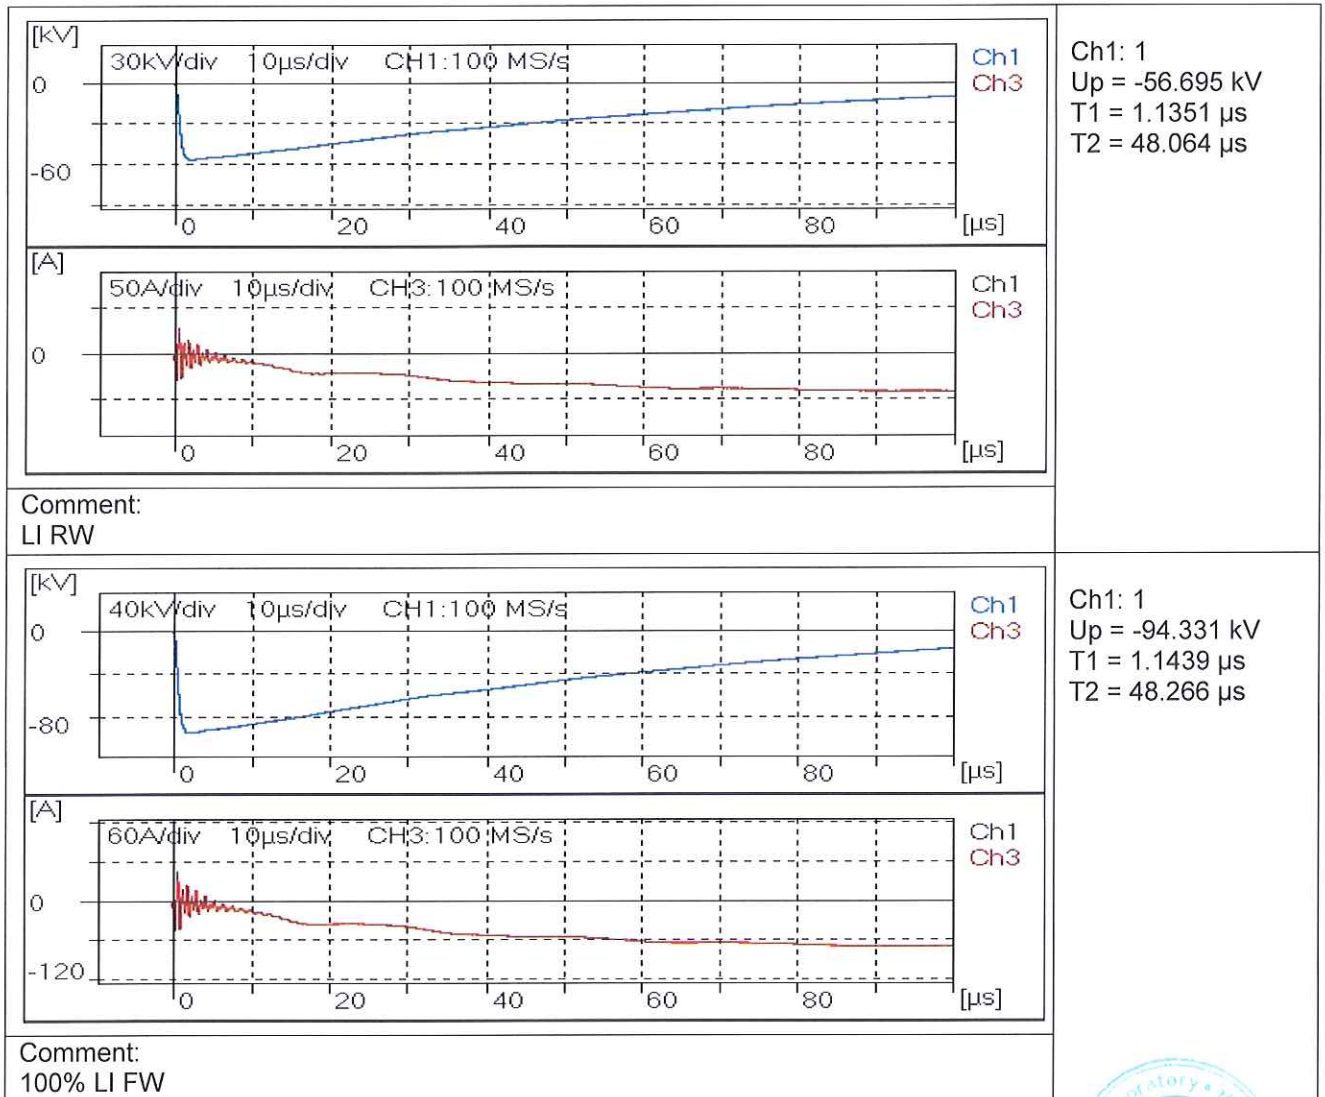 [kV]
30kV/div 10µs/div CH1:100 MS/s
Ch1
Ch3
0
-60
0 20 40 60 80 [µs]
[A]
50A/div 10µs/div CH3:100 MS/s
Ch1
Ch3
0
0 20 40 60 80 [µs]
Ch1: 1
Up = -56.695 kV
T1 = 1.1351 µs
T2 = 48.064 µs
Comment:
LI RW
[kV]
40kV/div 10µs/div CH1:100 MS/s
Ch1
Ch3
0
-80
0 20 40 60 80 [µs]
[A]
60A/div 10µs/div CH3:100 MS/s
Ch1
Ch3
0
-120
0 20 40 60 80 [µs]
Ch1: 1
Up = -94.331 kV
T1 = 1.1439 µs
T2 = 48.266 µs
Comment:
100% LI FW